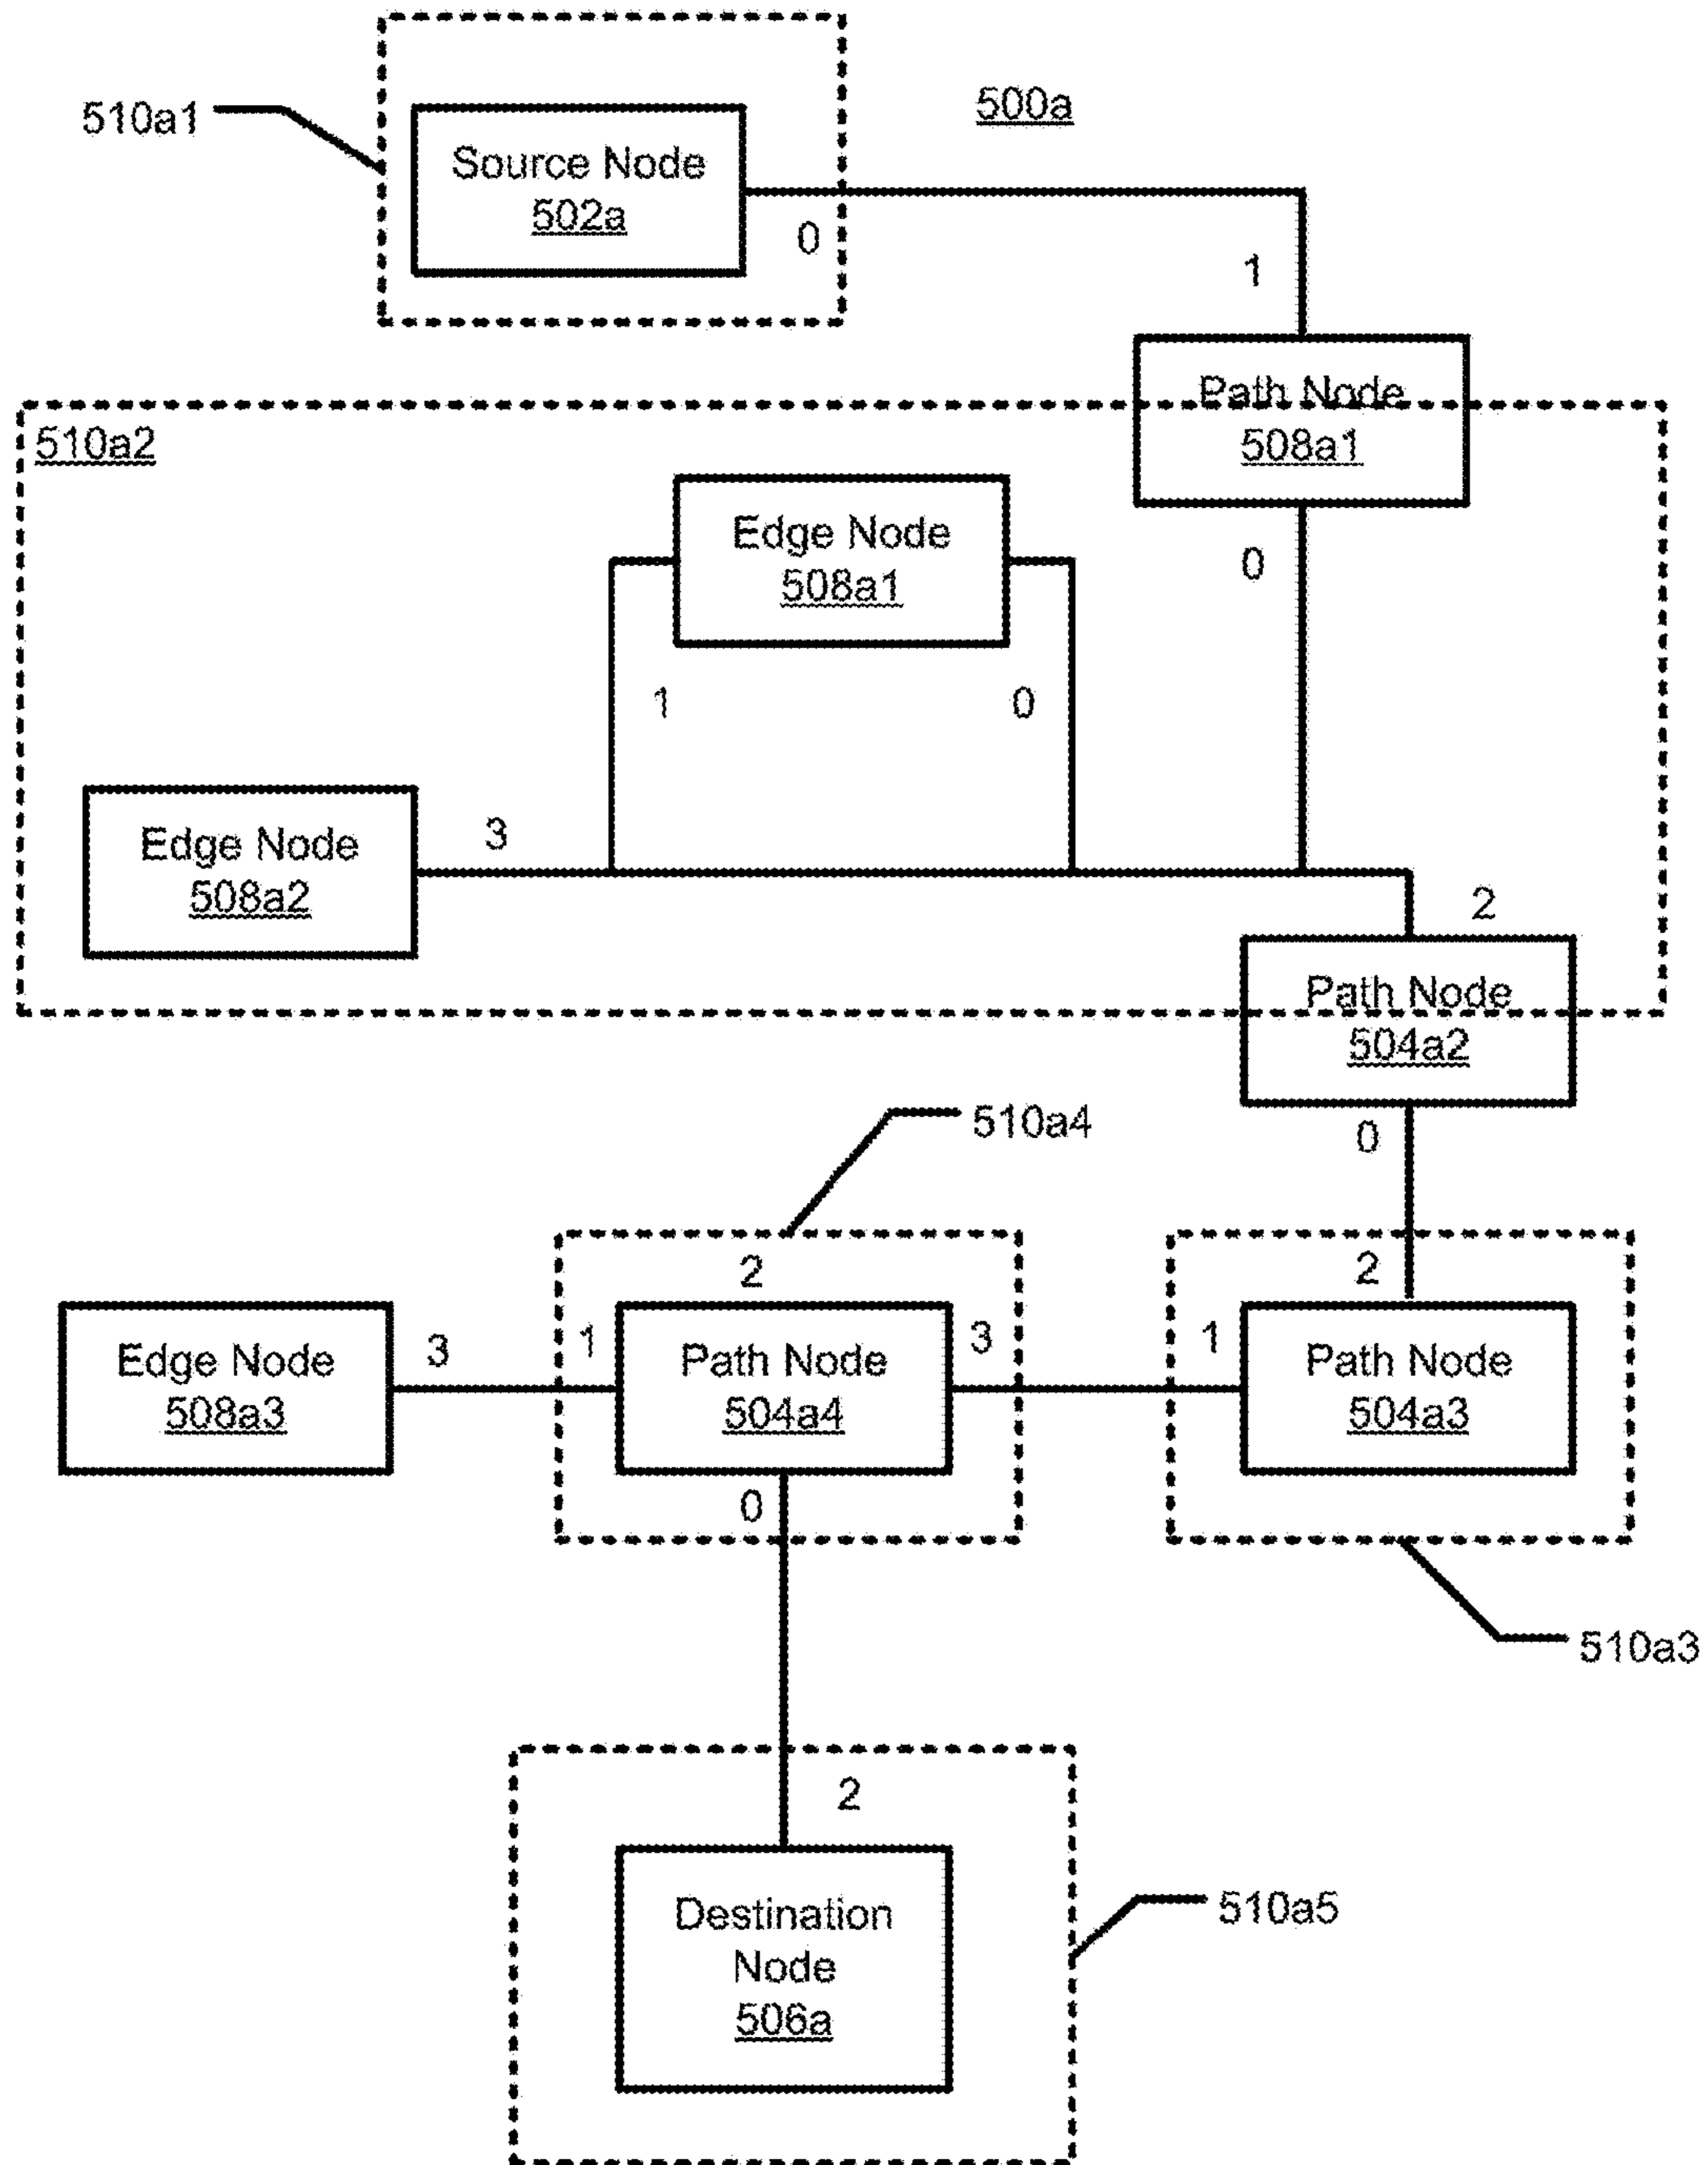 500a
510a1
Source Node
502a
0
1
Path Node
508a1
510a2
0
Edge Node
508a1
1
0
3
Edge Node
508a2
2
Path Node
504a2
0
510a4
2
2
Edge Node
508a3
3
1
Path Node
504a4
3
1
Path Node
504a3
0
510a3
2
510a5
Destination
Node
506a